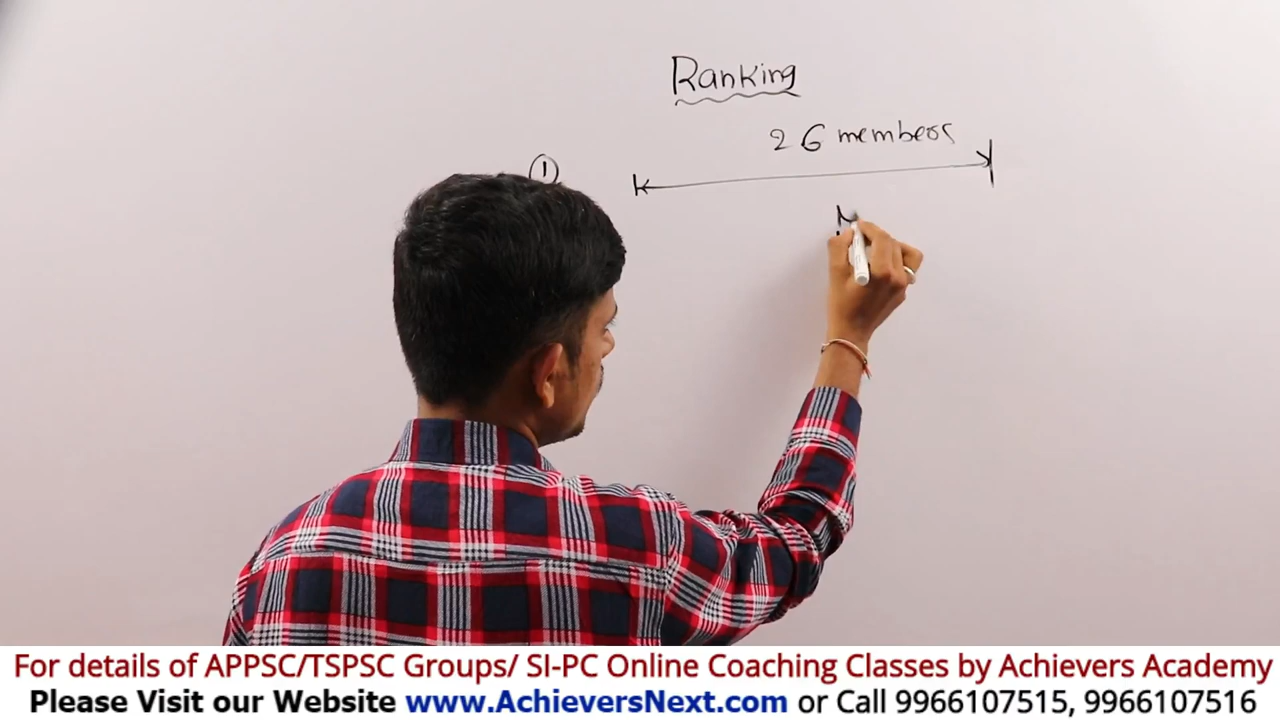 Ranking
26 members
①
For details of APPSC/TSPSC Groups/ SI-PC Online Coaching Classes by Achievers Academy
Please Visit our Website www.AchieversNext.com or Call 9966107515, 9966107516